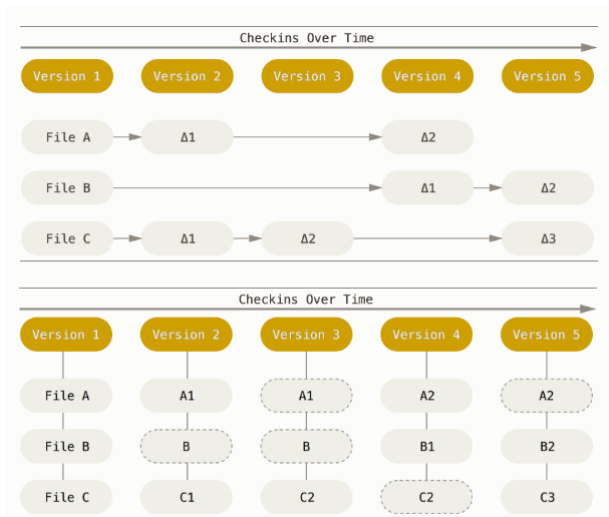 Checkins Over Time
Version 1 Version 2 Version 3 Version 4 Version 5
File A Δ1 Δ2
File B Δ1 Δ2
File C Δ1 Δ2 Δ3
Checkins Over Time
Version 1 Version 2 Version 3 Version 4 Version 5
File A A1 A1 A2 A2
File B B B B1 B2
File C C1 C2 C2 C3